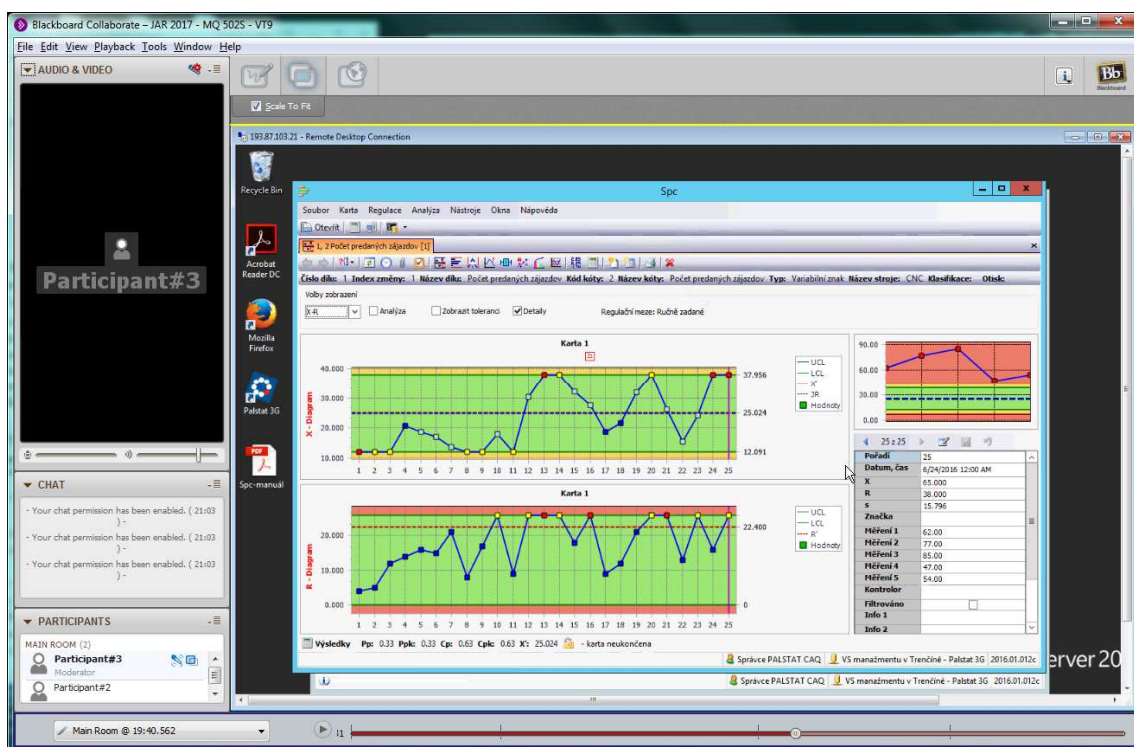 Blackboard Collaborate – JAR 2017 - MQ 502S - VT9
File Edit View Playback Tools Window Help
AUDIO & VIDEO
Participant#3
CHAT
- Your chat permission has been enabled. ( 21:03 ) -
- Your chat permission has been enabled. ( 21:03 ) -
- Your chat permission has been enabled. ( 21:03 ) -
PARTICIPANTS
MAIN ROOM (2)
Participant#3
Moderator
Participant#2
Main Room @ 19:40.562
Scale To Fit
Bb
Blackboard
193.87.103.21 - Remote Desktop Connection
Recycle Bin
Acrobat Reader DC
Mozilla Firefox
Palstat 3G
PDF
Spc-manuál
Spc
Soubor Karta Regulace Analýza Nástroje Okna Nápověda
Otevřít
1, 2 Počet predaných zájazdov [1]
Číslo dílu: 1 Index změny: 1 Název dílu: Počet predaných zájazdov Kód kóty: 2 Název kóty: Počet predaných zájazdov Typ: Variabilní znak Název stroje: CNC Klasifikace: Otisk:
Volby zobrazení
X-R Analýza Zobrazit toleranci Detaily Regulační meze: Ručně zadané
Karta 1
X - Diagram
40.000
30.000
20.000
10.000
37.956
25.024
12.091
1 2 3 4 5 6 7 8 9 10 11 12 13 14 15 16 17 18 19 20 21 22 23 24 25
UCL
LCL
X'
JR
Hodnoty
Karta 1
R - Diagram
20.000
10.000
0.000
22.480
0
1 2 3 4 5 6 7 8 9 10 11 12 13 14 15 16 17 18 19 20 21 22 23 24 25
UCL
LCL
R'
Hodnoty
90.00
60.00
30.00
0.00
25 z 25
Pořadí 25
Datum, čas 6/24/2016 12:00 AM
X 65.000
R 38.000
s 15.796
Značka
Měření 1 62.00
Měření 2 77.00
Měření 3 85.00
Měření 4 47.00
Měření 5 54.00
Kontrolor
Filtrováno
Info 1
Info 2
Výsledky Pp: 0.33 Ppk: 0.33 Cp: 0.63 Cpk: 0.63 X': 25.024 - karta neukončena
Správce PALSTAT CAQ VS manažmentu v Trenčíně - Palstat 3G 2016.01.012c
erver 20
Správce PALSTAT CAQ VS manažmentu v Trenčíně - Palstat 3G 2016.01.012c